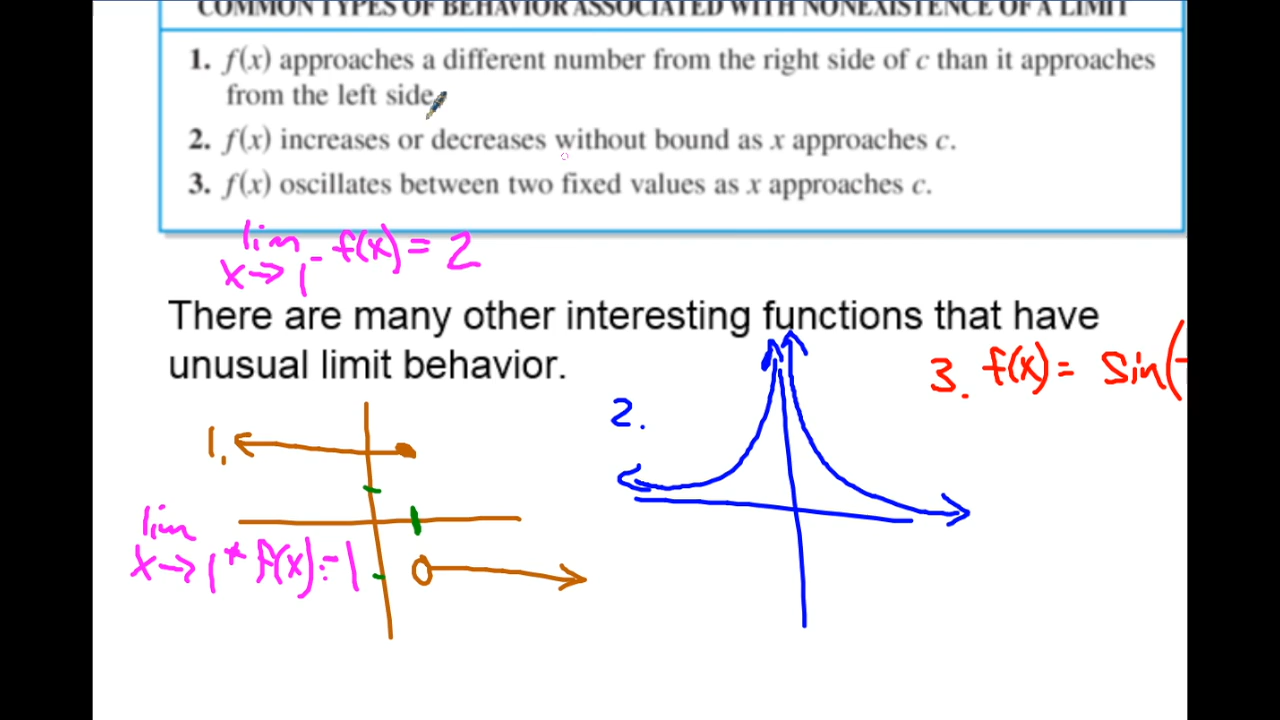 COMMON TYPES OF BEHAVIOR ASSOCIATED WITH NONEXISTENCE OF A LIMIT
1. f(x) approaches a different number from the right side of c than it approaches
from the left side.
2. f(x) increases or decreases without bound as x approaches c.
3. f(x) oscillates between two fixed values as x approaches c.
lim f(x) = 2
x→1⁻
There are many other interesting functions that have
unusual limit behavior.
3. f(x) = sin(
2.
1.
lim
x→1⁺ f(x) = -1